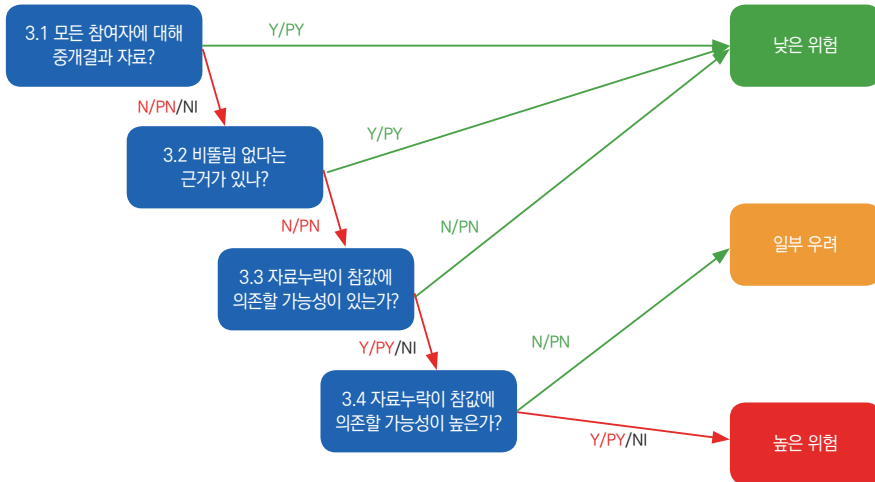 3.1 모든 참여자에 대해
중개결과 자료?
Y/PY
낮은 위험
N/PN/NI
3.2 비뚤림 없다는
근거가 있나?
Y/PY
N/PN
N/PN
일부 우려
3.3 자료누락이 참값에
의존할 가능성이 있는가?
Y/PY/NI
N/PN
3.4 자료누락이 참값에
의존할 가능성이 높은가?
Y/PY/NI
높은 위험